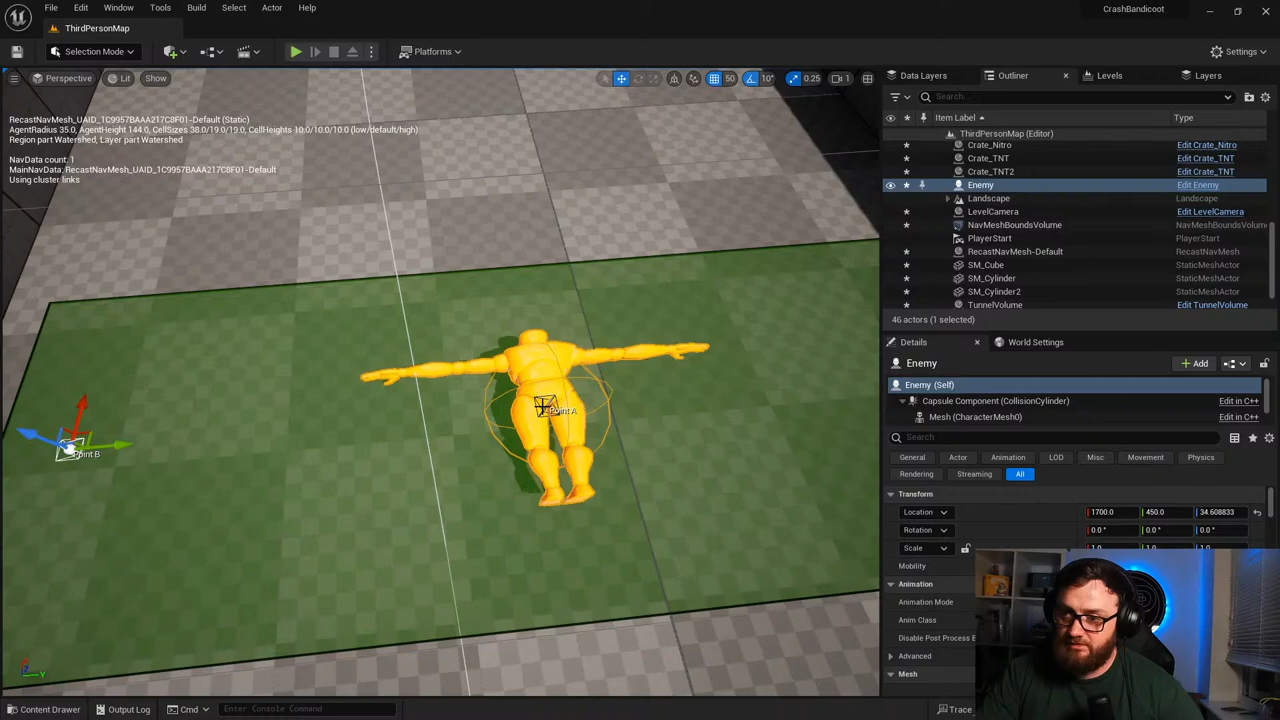 File Edit Window Tools Build Select Actor Help
CrashBandicoot
ThirdPersonMap
Selection Mode
Platforms
Settings
Perspective Lit Show
50 10° 0.25 1
RecastNavMesh_UAID_1C9957BAAA217C8F01-Default (Static)
AgentRadius 35.0, AgentHeight 144.0, CellSizes 38.0/19.0/19.0, CellHeights 10.0/10.0/10.0 (low/default/high)
Region part Watershed, Layer part Watershed
NavData count: 1
MainNavData: RecastNavMesh_UAID_1C9957BAAA217C8F01-Default
Using cluster links
Point A
Point B
Data Layers Outliner Levels Layers
Search...
Item Label Type
ThirdPersonMap (Editor)
Crate_Nitro Edit Crate_Nitro
Crate_TNT Edit Crate_TNT
Crate_TNT2 Edit Crate_TNT
Enemy Edit Enemy
Landscape Landscape
LevelCamera Edit LevelCamera
NavMeshBoundsVolume NavMeshBoundsVolum
PlayerStart PlayerStart
RecastNavMesh-Default RecastNavMesh
SM_Cube StaticMeshActor
SM_Cylinder StaticMeshActor
SM_Cylinder2 StaticMeshActor
TunnelVolume Edit TunnelVolume
46 actors (1 selected)
Details World Settings
Enemy
Add
Enemy (Self)
Capsule Component (CollisionCylinder) Edit in C++
Mesh (CharacterMesh0) Edit in C++
Search
General Actor Animation LOD Misc Movement Physics
Rendering Streaming All
Transform
Location 1700.0 450.0 34.608833
Rotation 0.0 ° 0.0 ° 0.0 °
Scale
Mobility
Animation
Animation Mode
Anim Class
Disable Post Process B
Advanced
Mesh
Content Drawer Output Log Cmd Enter Console Command
Trace